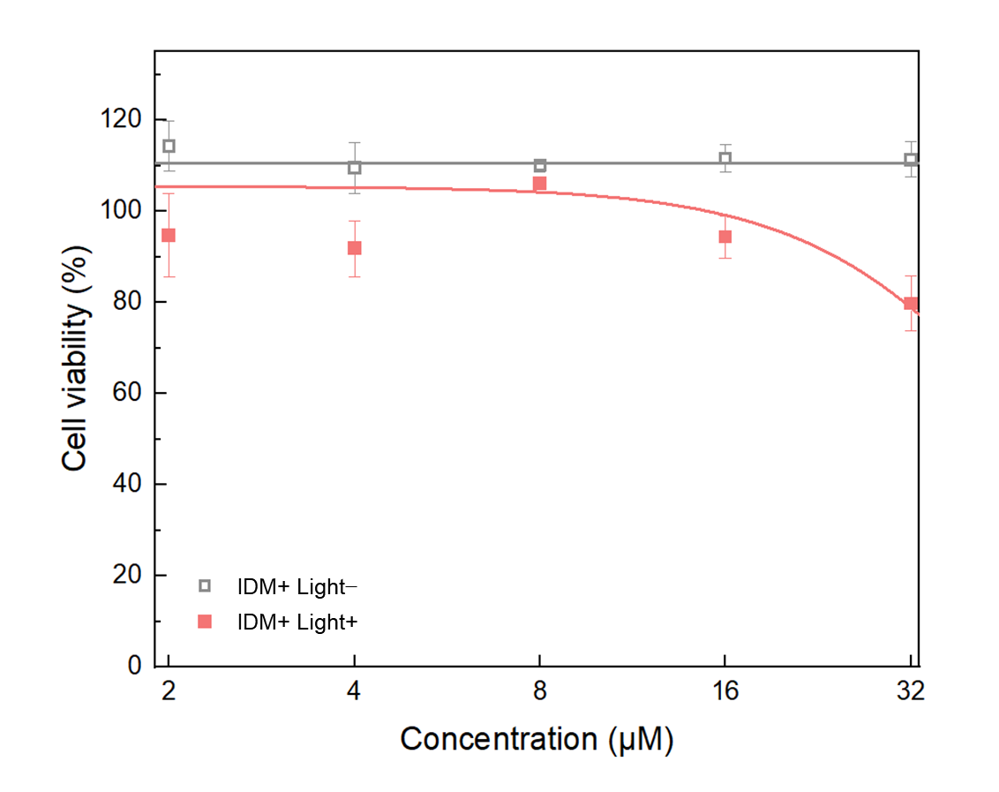 Cell viability (%)
120
100
80
60
40
20
0
IDM+ Light–
IDM+ Light+
2 4 8 16 32
Concentration (μM)